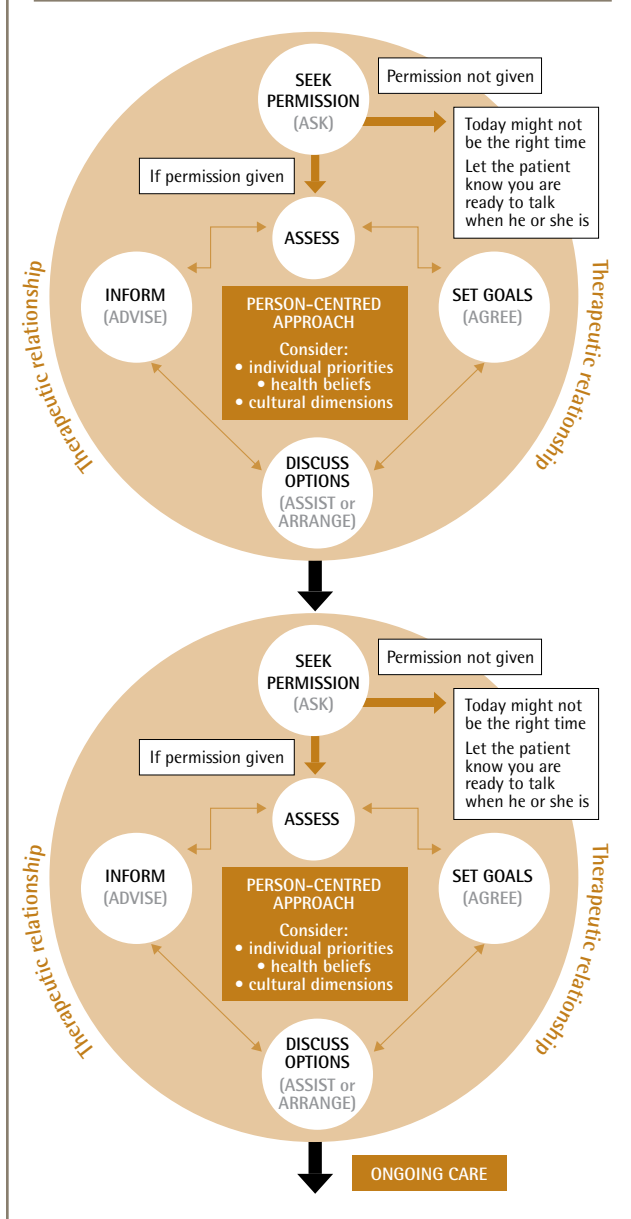 SEEK
PERMISSION
(ASK)
Permission not given
Today might not
be the right time
Let the patient
know you are
ready to talk
when he or she is
If permission given
ASSESS
INFORM
(ADVISE)
PERSON-CENTRED
APPROACH
Consider:
• individual priorities
• health beliefs
• cultural dimensions
SET GOALS
(AGREE)
DISCUSS
OPTIONS
(ASSIST or
ARRANGE)
Therapeutic relationship
Therapeutic relationship
SEEK
PERMISSION
(ASK)
Permission not given
Today might not
be the right time
Let the patient
know you are
ready to talk
when he or she is
If permission given
ASSESS
INFORM
(ADVISE)
PERSON-CENTRED
APPROACH
Consider:
• individual priorities
• health beliefs
• cultural dimensions
SET GOALS
(AGREE)
DISCUSS
OPTIONS
(ASSIST or
ARRANGE)
Therapeutic relationship
Therapeutic relationship
ONGOING CARE